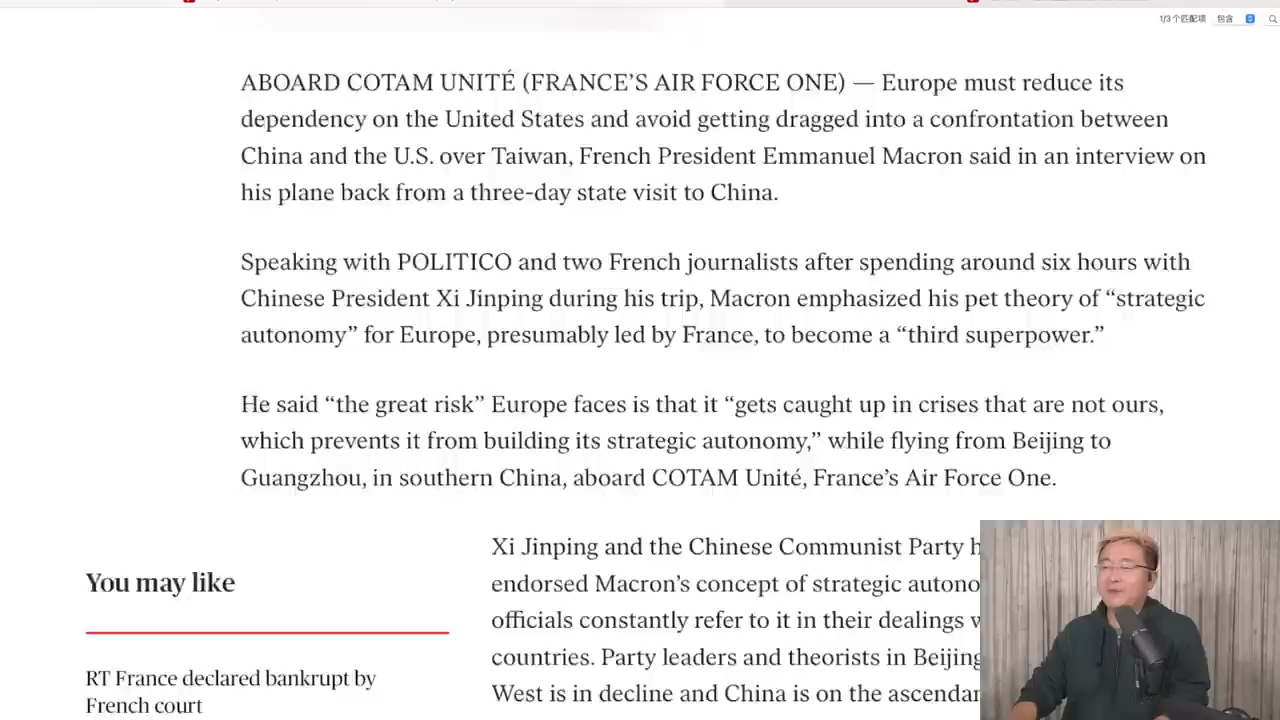 1/3个匹配项 包含
ABOARD COTAM UNITÉ (FRANCE’S AIR FORCE ONE) — Europe must reduce its
dependency on the United States and avoid getting dragged into a confrontation between
China and the U.S. over Taiwan, French President Emmanuel Macron said in an interview on
his plane back from a three-day state visit to China.
Speaking with POLITICO and two French journalists after spending around six hours with
Chinese President Xi Jinping during his trip, Macron emphasized his pet theory of “strategic
autonomy” for Europe, presumably led by France, to become a “third superpower.”
He said “the great risk” Europe faces is that it “gets caught up in crises that are not ours,
which prevents it from building its strategic autonomy,” while flying from Beijing to
Guangzhou, in southern China, aboard COTAM Unité, France’s Air Force One.
Xi Jinping and the Chinese Communist Party
endorsed Macron’s concept of strategic
officials constantly refer to it in their dealings
countries. Party leaders and theorists in Beijing
West is in decline and China is on the
You may like
RT France declared bankrupt by
French court